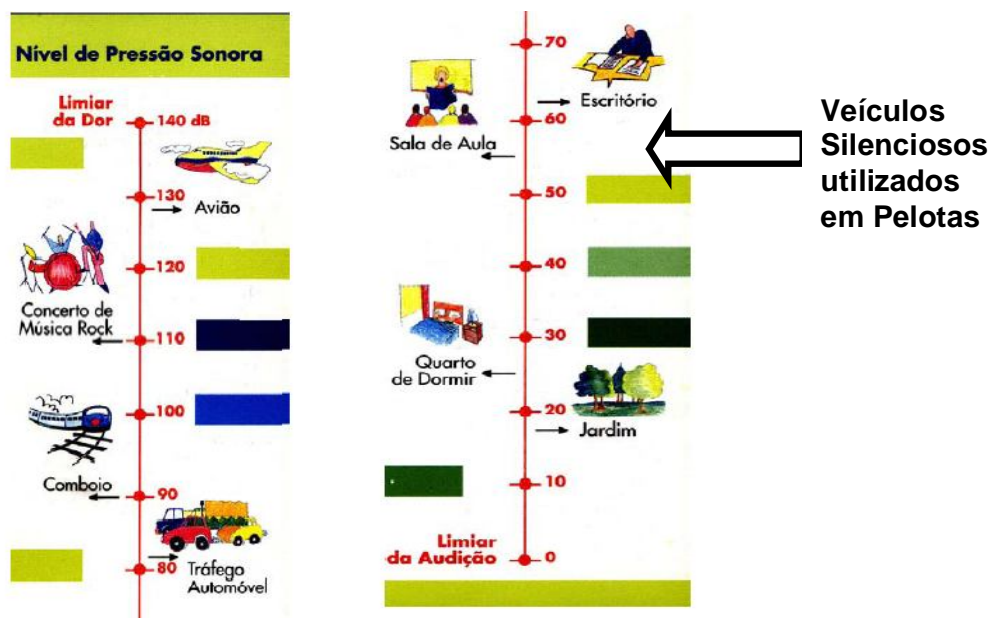 Nível de Pressão Sonora
Limiar
da Dor
140 dB
130
Avião
120
Concerto de
Música Rock
110
100
Comboio
90
80
Tráfego
Automóvel
70
Escritório
60
Sala de Aula
50
40
30
Quarto
de Dormir
20
Jardim
10
Limiar
da Audição
0
Veículos
Silenciosos
utilizados
em Pelotas